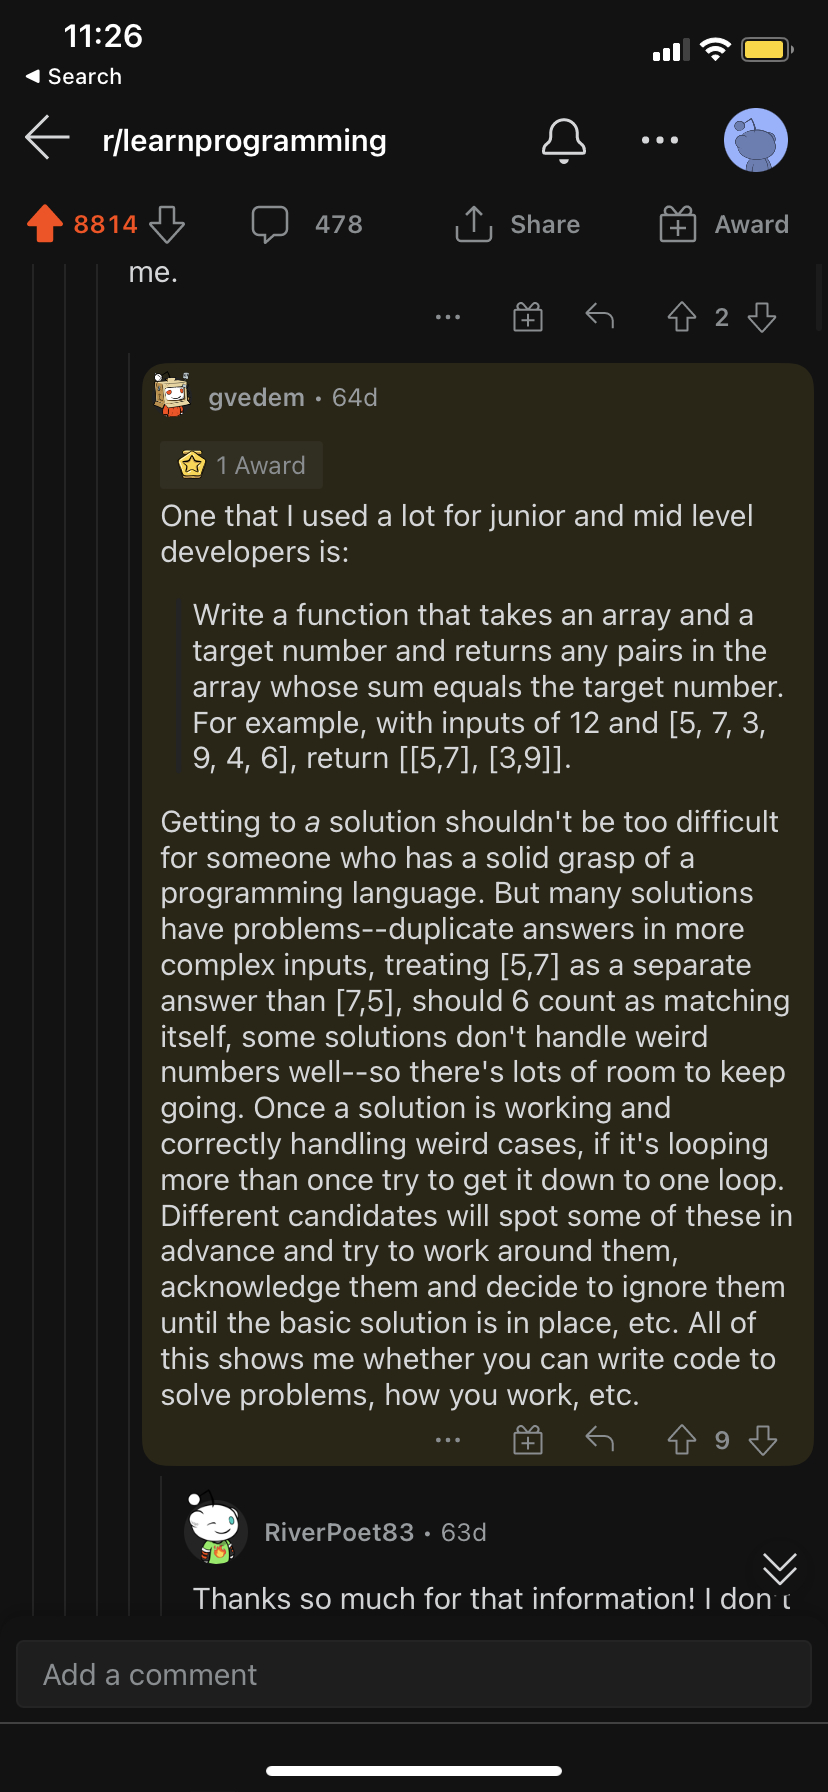 11:26
◀ Search
r/learnprogramming
8814
478
Share
Award
me.
2
gvedem • 64d
1 Award
One that I used a lot for junior and mid level
developers is:
Write a function that takes an array and a
target number and returns any pairs in the
array whose sum equals the target number.
For example, with inputs of 12 and [5, 7, 3,
9, 4, 6], return [[5,7], [3,9]].
Getting to a solution shouldn't be too difficult
for someone who has a solid grasp of a
programming language. But many solutions
have problems--duplicate answers in more
complex inputs, treating [5,7] as a separate
answer than [7,5], should 6 count as matching
itself, some solutions don't handle weird
numbers well--so there's lots of room to keep
going. Once a solution is working and
correctly handling weird cases, if it's looping
more than once try to get it down to one loop.
Different candidates will spot some of these in
advance and try to work around them,
acknowledge them and decide to ignore them
until the basic solution is in place, etc. All of
this shows me whether you can write code to
solve problems, how you work, etc.
9
RiverPoet83 • 63d
Thanks so much for that information! I don't
Add a comment